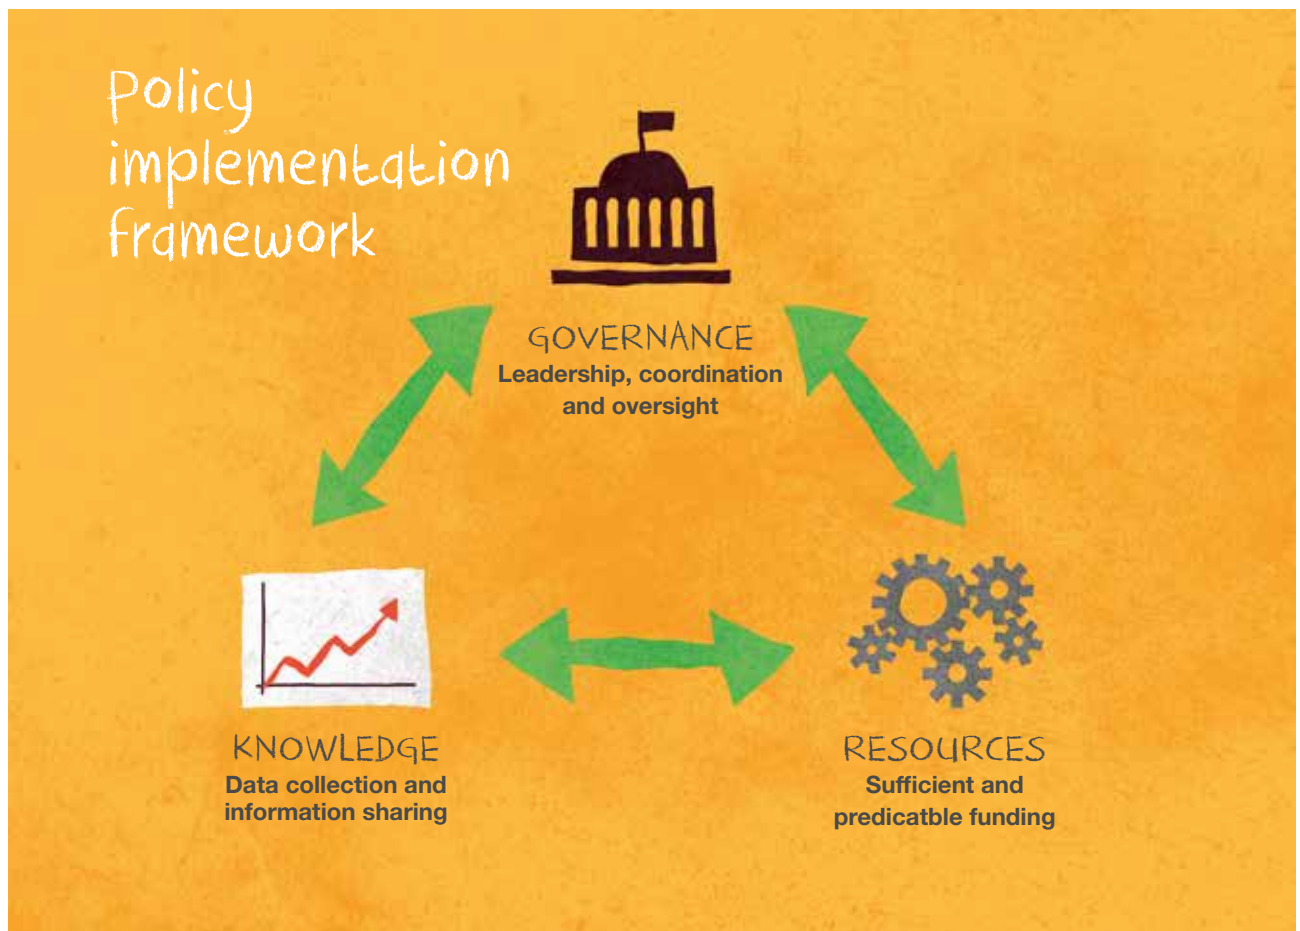 Policy
implementation
framework
GOVERNANCE
Leadership, coordination
and oversight
KNOWLEDGE
Data collection and
information sharing
RESOURCES
Sufficient and
predicatble funding